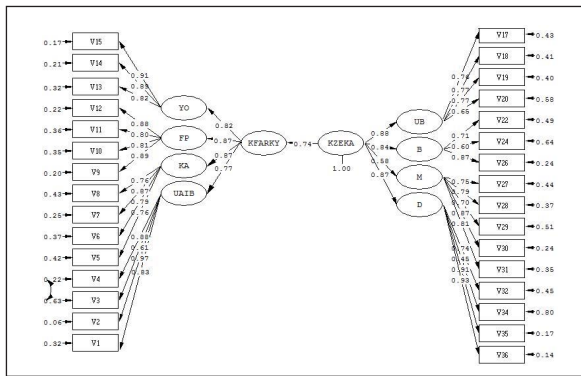 0.17 V15
0.21 V14
0.32 V13
0.22 V12
0.36 V11
0.35 V10
0.20 V9
0.43 V8
0.25 V7
0.37 V6
0.42 V5
0.22 V4
0.63 V3
0.06 V2
0.32 V1
0.91
0.89
0.82
0.88
0.80
0.81
0.89
0.76
0.87
0.79
0.76
0.88
0.61
0.97
0.83
YO
FP
KA
UAIB
0.82
0.87
0.87
0.77
KFARKY
0.74
KZEKA
1.00
0.88
0.84
0.58
0.87
UB
B
M
D
0.76
0.77
0.77
0.65
0.71
0.60
0.87
0.75
0.79
0.70
0.87
0.81
0.74
0.45
0.91
0.93
V17 0.43
V18 0.41
V19 0.40
V20 0.58
V22 0.49
V24 0.64
V26 0.24
V27 0.44
V28 0.37
V29 0.51
V30 0.24
V31 0.35
V32 0.45
V34 0.80
V35 0.17
V36 0.14